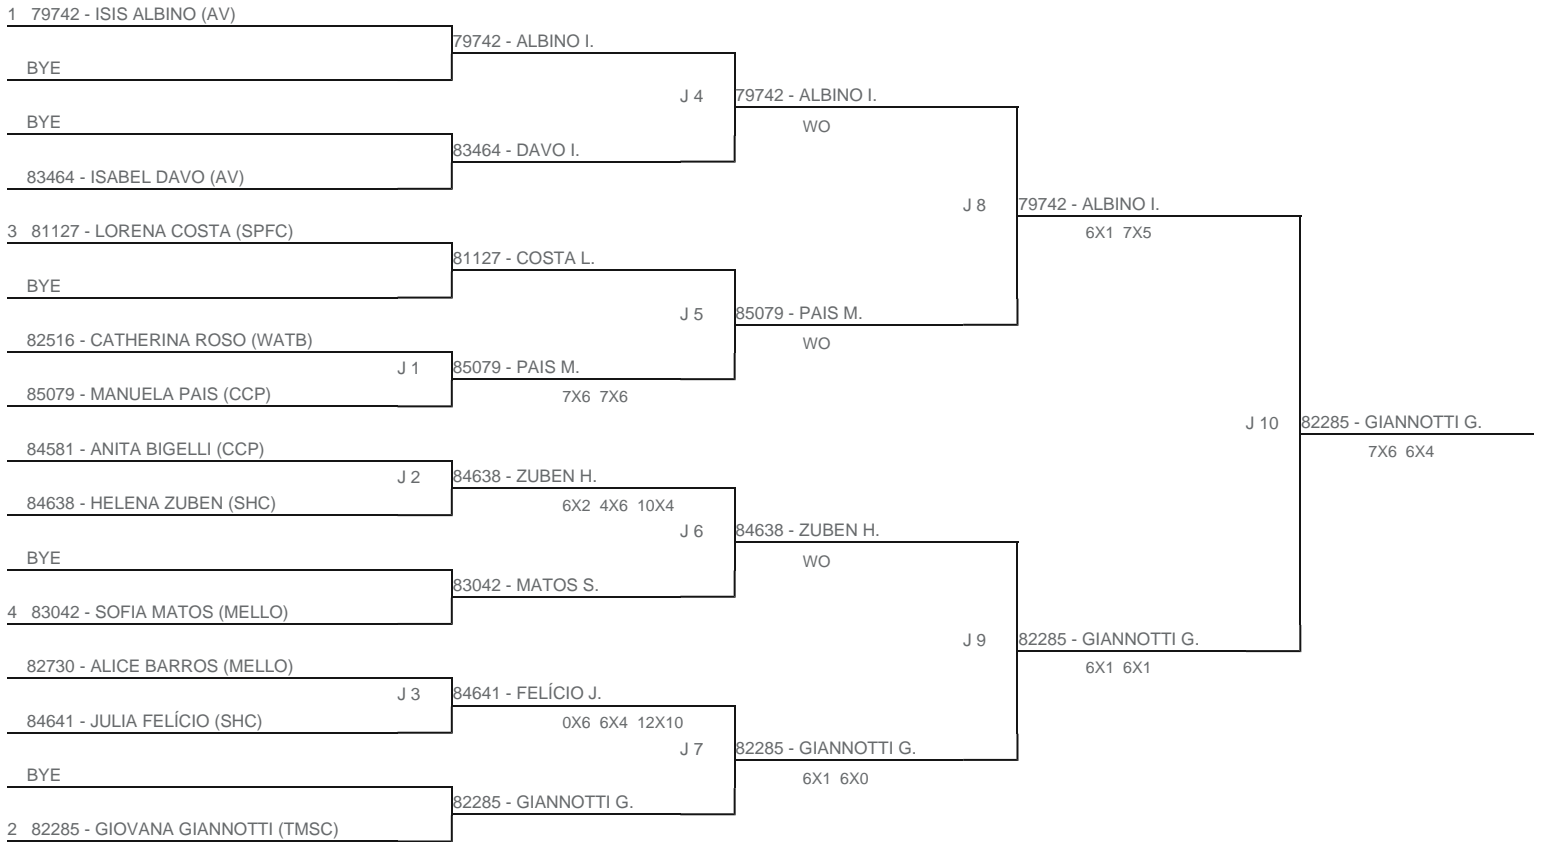 1 79742 - ISIS ALBINO (AV)
79742 - ALBINO I.
BYE
J 4 79742 - ALBINO I.
BYE
WO
83464 - DAVO I.
83464 - ISABEL DAVO (AV)
J 8 79742 - ALBINO I.
3 81127 - LORENA COSTA (SPFC)
6X1 7X5
81127 - COSTA L.
BYE
J 5 85079 - PAIS M.
82516 - CATHERINA ROSO (WATB)
WO
J 1 85079 - PAIS M.
85079 - MANUELA PAIS (CCP)
7X6 7X6
J 10 82285 - GIANNOTTI G.
84581 - ANITA BIGELLI (CCP)
7X6 6X4
J 2 84638 - ZUBEN H.
84638 - HELENA ZUBEN (SHC)
6X2 4X6 10X4
J 6 84638 - ZUBEN H.
BYE
WO
83042 - MATOS S.
4 83042 - SOFIA MATOS (MELLO)
J 9 82285 - GIANNOTTI G.
82730 - ALICE BARROS (MELLO)
6X1 6X1
J 3 84641 - FELÍCIO J.
84641 - JULIA FELÍCIO (SHC)
0X6 6X4 12X10
J 7 82285 - GIANNOTTI G.
BYE
6X1 6X0
82285 - GIANNOTTI G.
2 82285 - GIOVANA GIANNOTTI (TMSC)